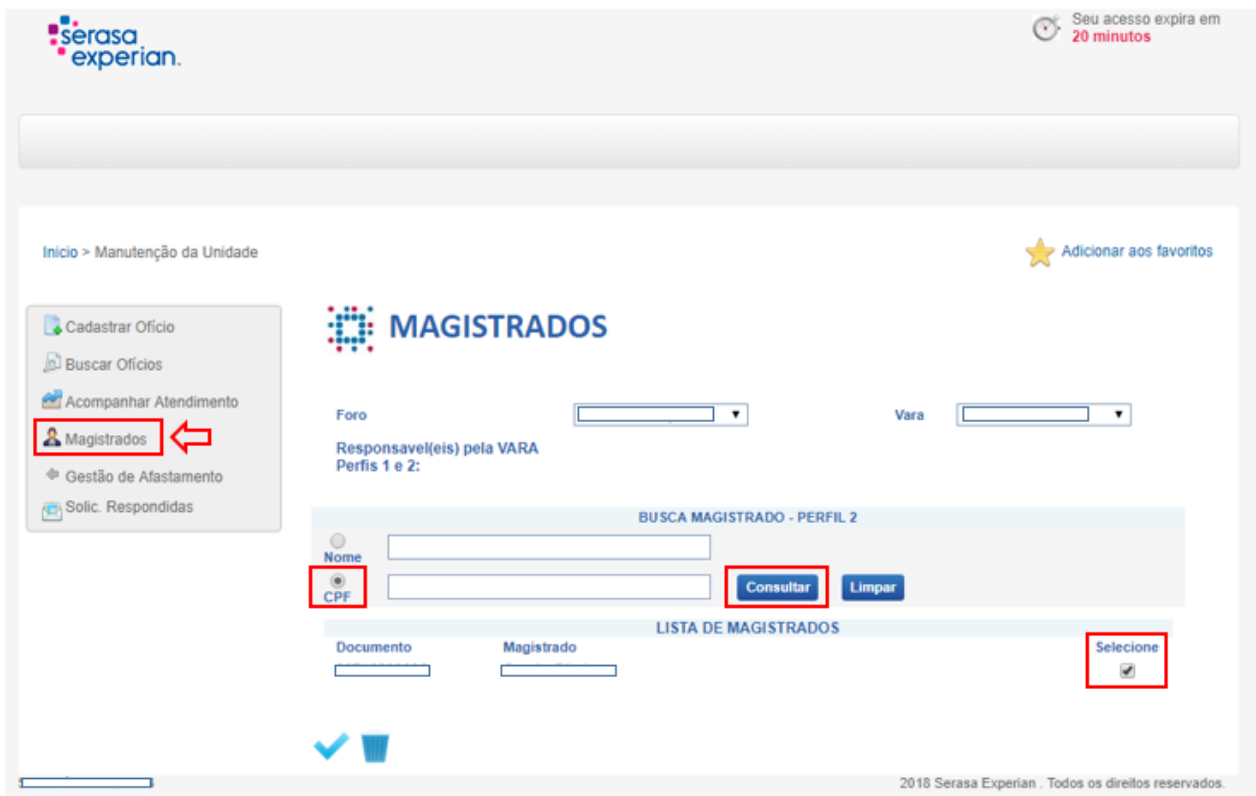 serasa
experian.
Seu acesso expira em
20 minutos
Inicio > Manutenção da Unidade
Adicionar aos favoritos
Cadastrar Ofício
Buscar Ofícios
Acompanhar Atendimento
Magistrados
Gestão de Afastamento
Solic. Respondidas
MAGISTRADOS
Foro
Vara
Responsavel(eis) pela VARA
Perfis 1 e 2:
BUSCA MAGISTRADO - PERFIL 2
Nome
CPF
Consultar
Limpar
LISTA DE MAGISTRADOS
Documento
Magistrado
Selecione
2018 Serasa Experian . Todos os direitos reservados.